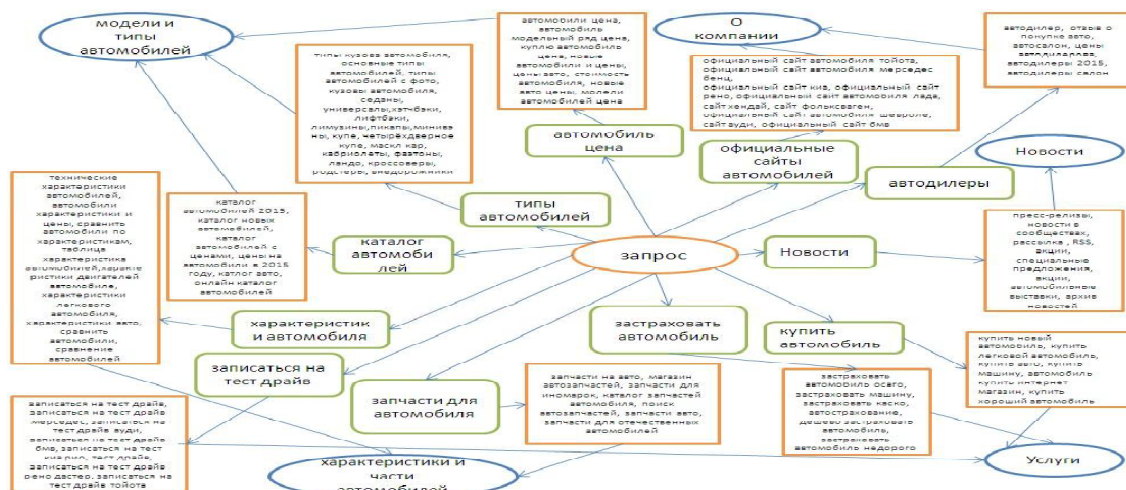 модели и
типы
автомобилей
автомобили цена,
автомобиль
модельный ряд цена,
куплю автомобиль
цена, новые
автомобили и цены,
цены авто, стоимость
автомобиля, новые
авто цены, модели
автомобилей цена
О
компании
автодилер, отзыв о
покупке авто,
автосалон, цены
автодилеров,
автодилеры 2015,
автодилеры салон
типы кузова автомобиля,
основные типы
автомобилей, типы
автомобилей с фото,
кузовы автомобиля,
седаны,
универсалы,хэтчбэки,
лифтбэки,
лимузины,пикапы,минивэ
ны, купе, четырёхдверное
купе, маскл кар,
кабриолеты, фаэтоны,
ландо, кроссоверы,
родстеры, внедорожники
официальный сайт автомобиля тойота,
официальный сайт автомобиля мерседес
бенц,
официальный сайт киа, официальный сайт
рено, официальный сайт автомобиля лада,
сайт хендай, сайт фольксваген,
официальный сайт автомобиля шевроле,
сайт ауди, официальный сайт бмв
автомобиль
цена
официальные
сайты
автомобилей
автодилеры
Новости
технические
характеристики
автомобилей,
автомобили
характеристики и
цены, сравнить
автомобили по
характеристикам,
таблица
характеристика
автомобилей,характе
ристики двигателей
автомобиле,
характеристики
легкового
автомобиля,
характеристики авто,
сравнить
автомобили,
сравнение
автомобилей
каталог
автомобилей 2015,
каталог новых
автомобилей,
каталог
автомобилей с
ценами, цены на
автомобили в 2015
году, катлог авто,
онлайн каталог
автомобилей
типы
автомобилей
каталог
автомоби
лей
запрос
Новости
пресс-релизы,
новости в
сообществах,
рассылка , RSS,
акции,
специальные
предложения,
акции,
автомобильные
выставки, архив
новостей
характеристик
и автомобиля
застраховать
автомобиль
купить
автомобиль
записаться на
тест драйв
запчасти для
автомобиля
запчасти на авто, магазин
автозапчастей, запчасти для
иномарок, каталог запчастей
автомобиля, поиск
автозапчастей, запчасти авто,
запчасти для отечественных
автомобилей
застраховать
автомобиль осаго,
застраховать машину,
застраховать каско,
автострахование,
дешево застраховать
автомобиль,
застраховать
автомобиль недорого
купить новый
автомобиль, купить
легковой автомобиль,
купить авто, купить
машину, автомобиль
купить интернет
магазин, купить
хороший автомобиль
записаться на тест драйв,
записаться на тест драйв
мерседес, записаться на
тест драйв ауди,
записаться на тест драйв
бмв, записаться на тест
киа рио, тест драйв,
записаться на тест драйв
рено дастер, записаться на
тест драйв тойота
характеристики и
части
автомобилей
Услуги